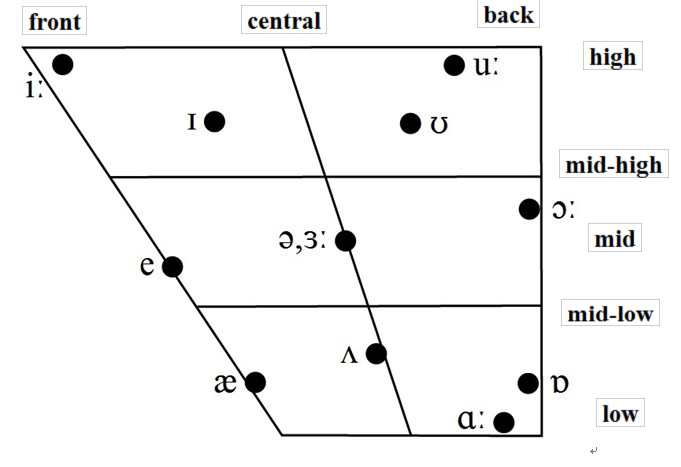 front central back
high
iː uː
ɪ ʊ
mid-high
ɔː
ə,ɜː mid
e
mid-low
ʌ
æ ɒ
ɑː low
↵